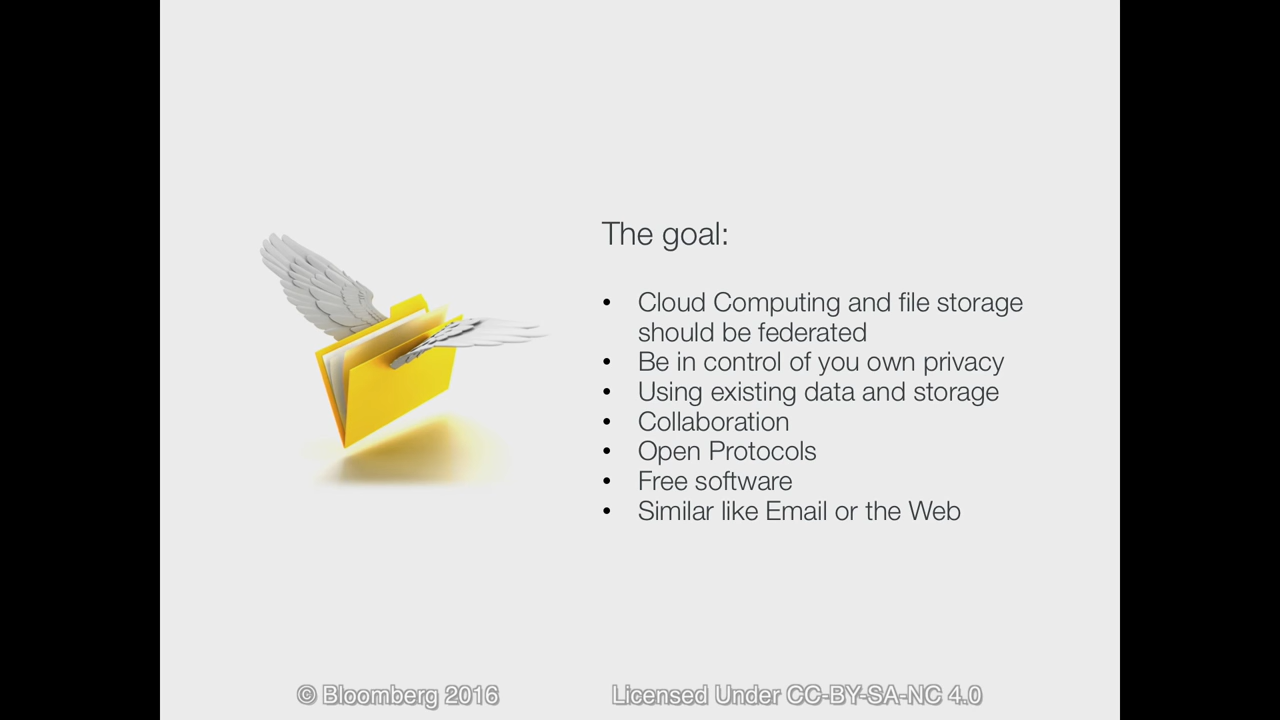 The goal:
• Cloud Computing and file storage
should be federated
• Be in control of you own privacy
• Using existing data and storage
• Collaboration
• Open Protocols
• Free software
• Similar like Email or the Web
© Bloomberg 2016 Licensed Under CC-BY-SA-NC 4.0